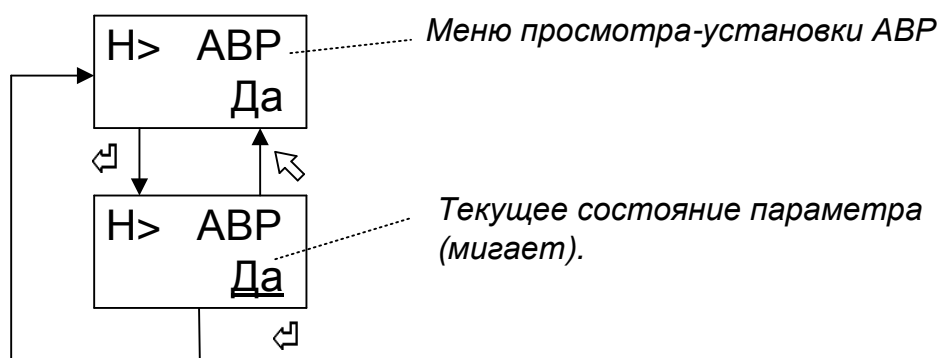 Н> АВР
Да
Меню просмотра-установки АВР
Н> АВР
Да
Текущее состояние параметра
(мигает).